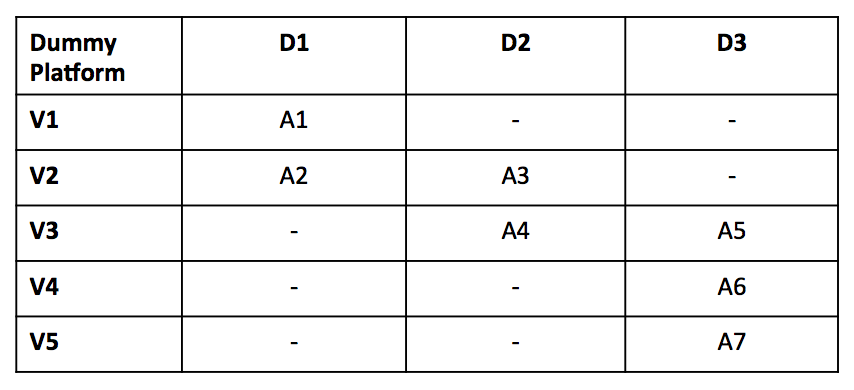 Dummy Platform D1 D2 D3
V1 A1 - -
V2 A2 A3 -
V3 - A4 A5
V4 - - A6
V5 - - A7